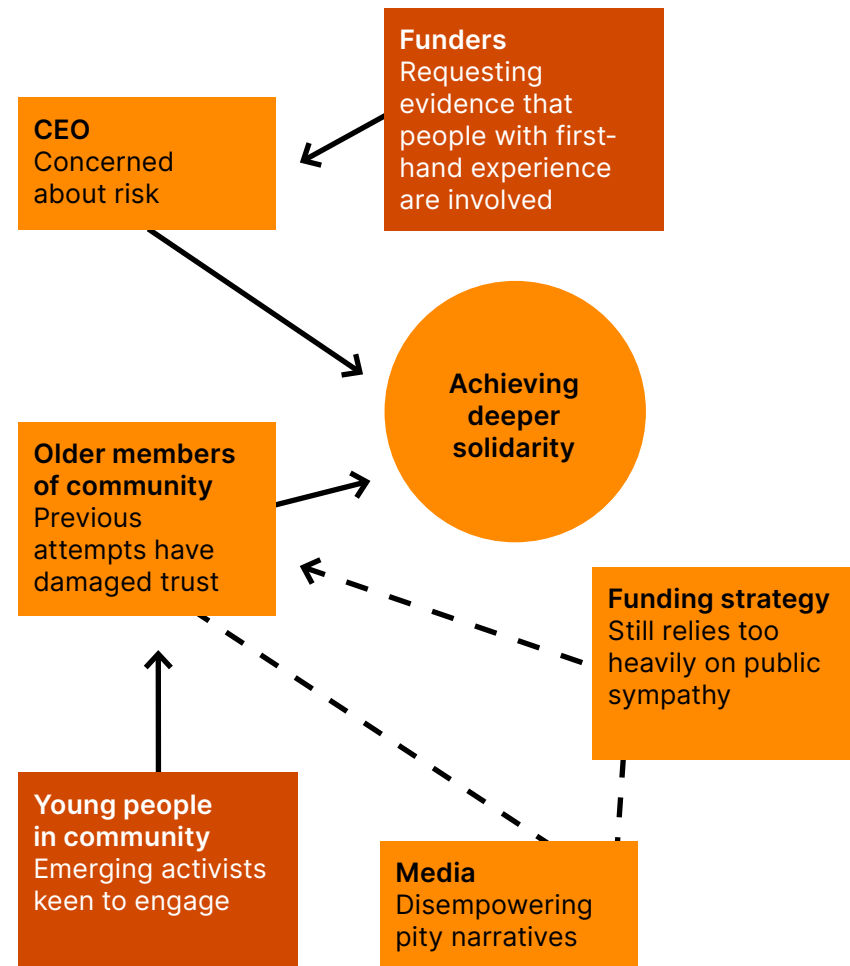 Funders
Requesting
evidence that
people with first-
hand experience
are involved
CEO
Concerned
about risk
Achieving
deeper
solidarity
Older members
of community
Previous
attempts have
damaged trust
Funding strategy
Still relies too
heavily on public
sympathy
Young people
in community
Emerging activists
keen to engage
Media
Disempowering
pity narratives